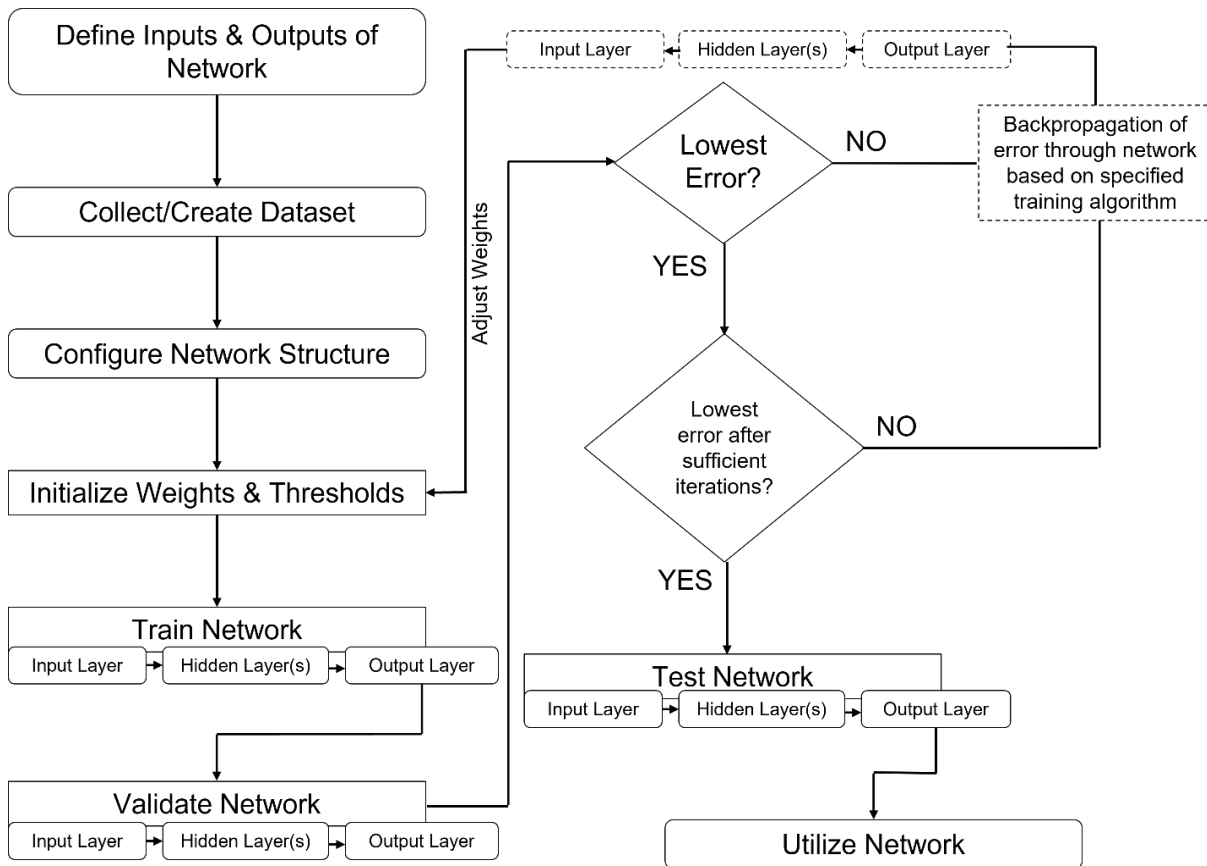 Define Inputs & Outputs of
Network
Collect/Create Dataset
Configure Network Structure
Initialize Weights & Thresholds
Train Network
Input Layer
Hidden Layer(s)
Output Layer
Validate Network
Input Layer
Hidden Layer(s)
Output Layer
Adjust Weights
Input Layer
Hidden Layer(s)
Output Layer
Lowest
Error?
NO
Backpropagation of
error through network
based on specified
training algorithm
YES
Lowest
error after
sufficient
iterations?
NO
YES
Test Network
Input Layer
Hidden Layer(s)
Output Layer
Utilize Network